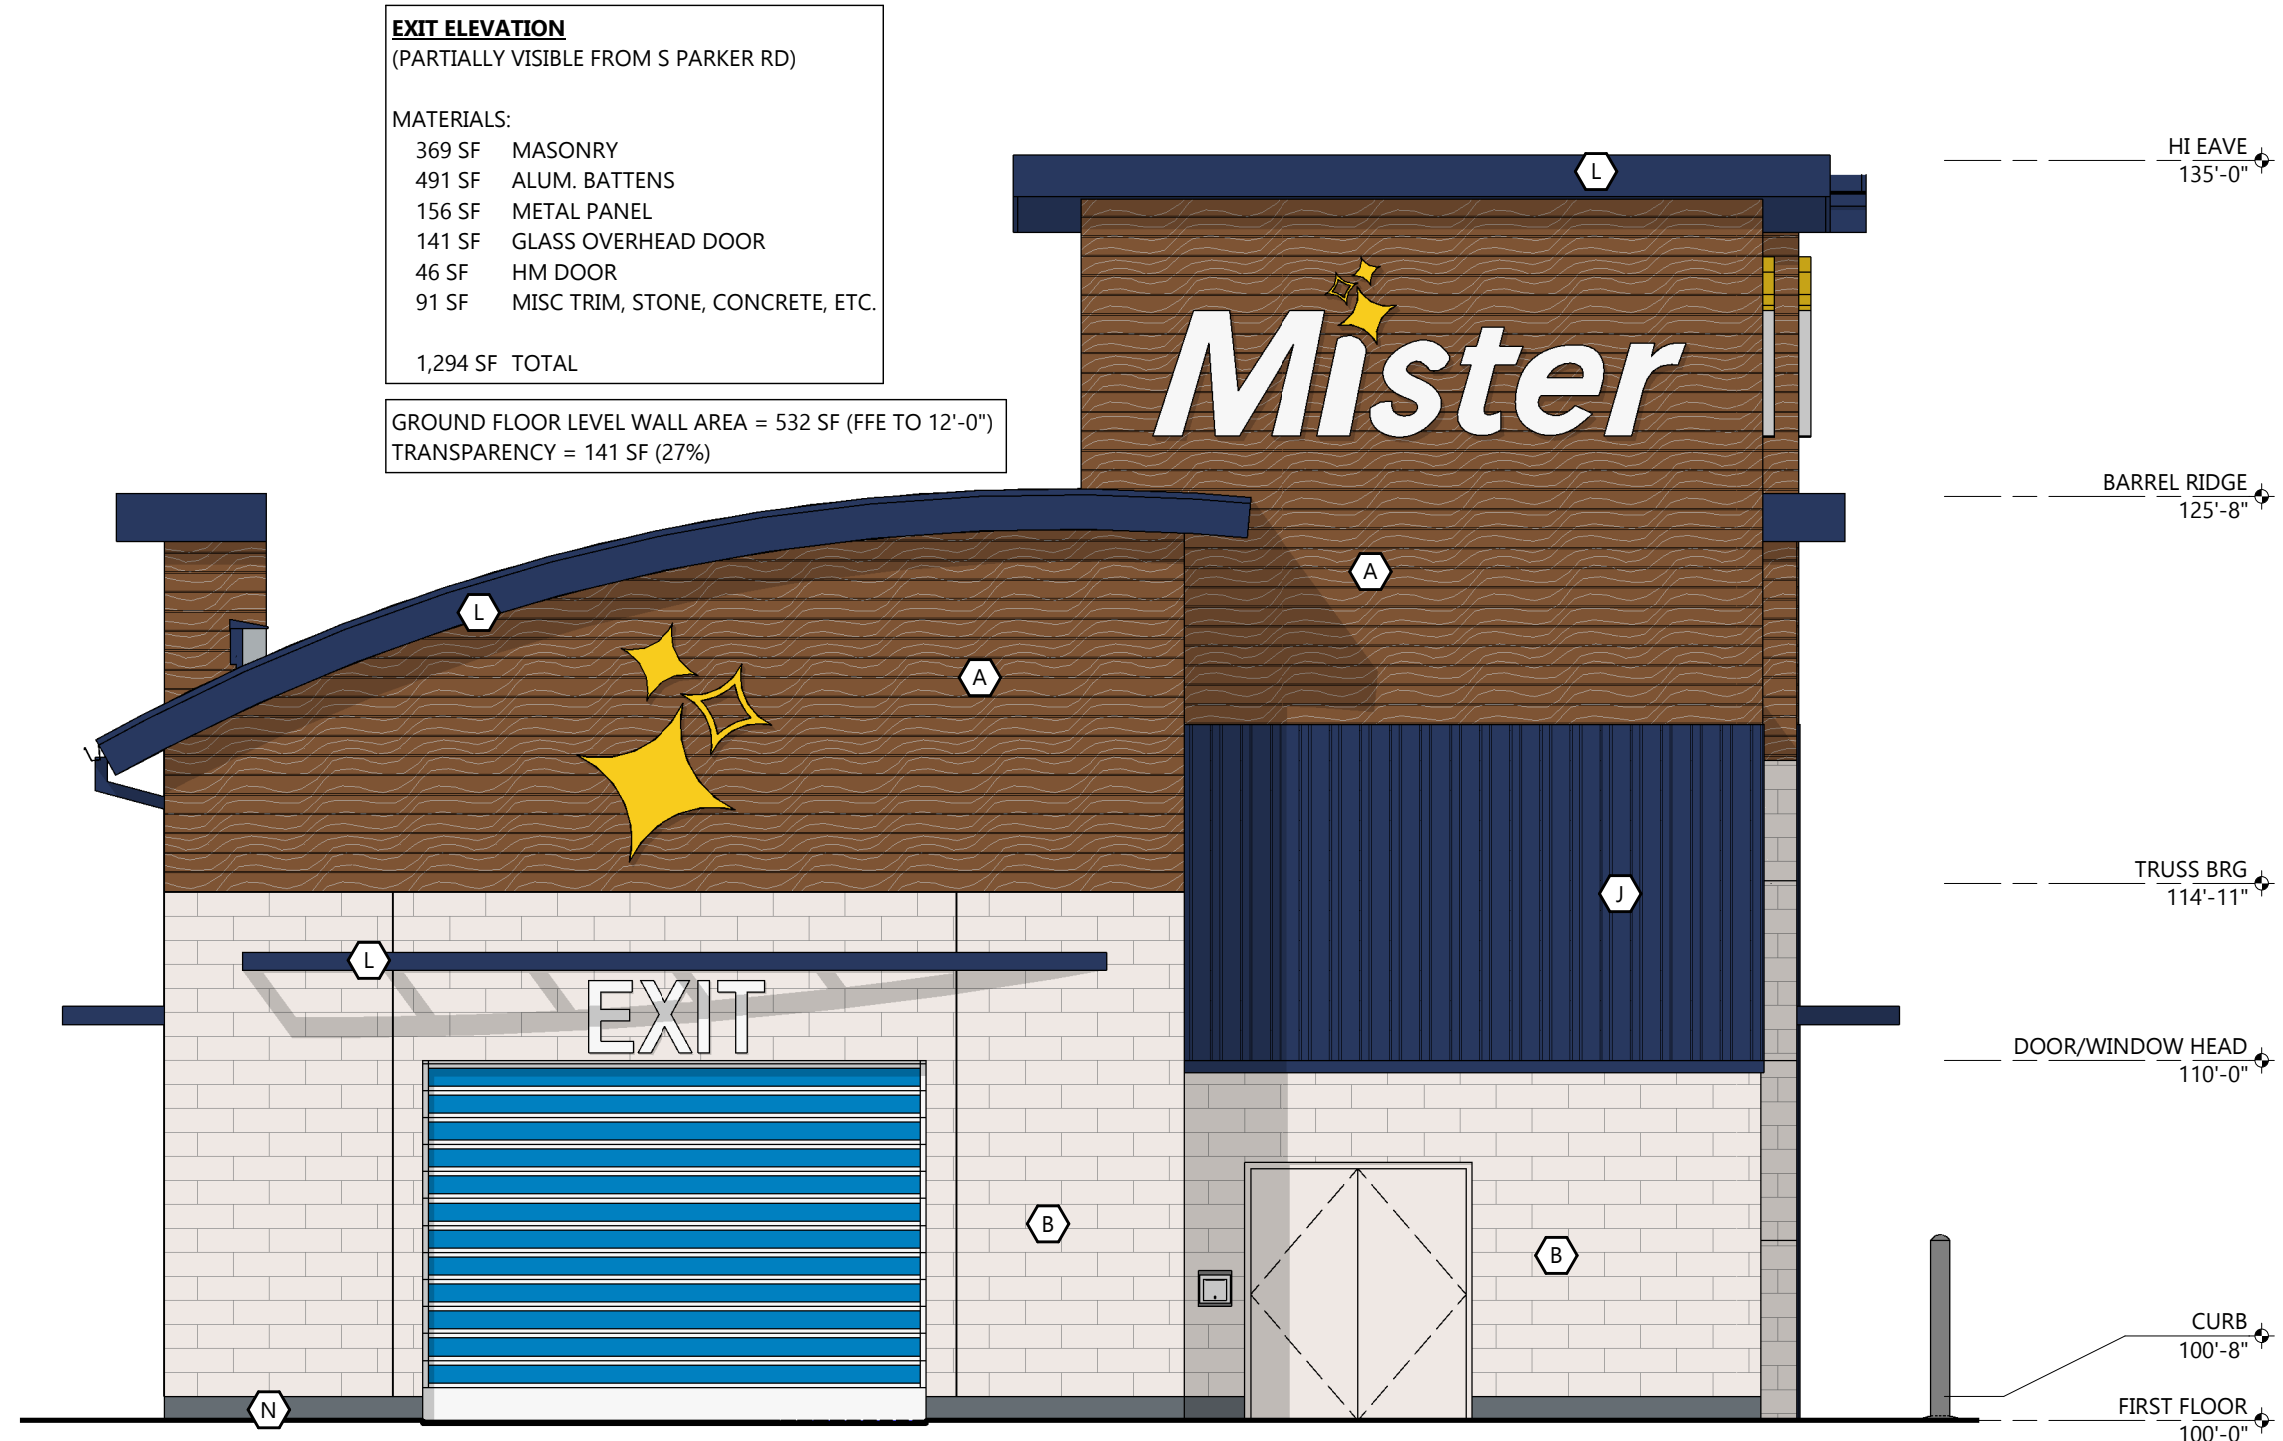 EXIT ELEVATION
(PARTIALLY VISIBLE FROM S PARKER RD)
MATERIALS:
369 SF MASONRY
491 SF ALUM. BATTENS
156 SF METAL PANEL
141 SF GLASS OVERHEAD DOOR
46 SF HM DOOR
91 SF MISC TRIM, STONE, CONCRETE, ETC.
1,294 SF TOTAL
GROUND FLOOR LEVEL WALL AREA = 532 SF (FFE TO 12'-0")
TRANSPARENCY = 141 SF (27%)
L
HI EAVE
135'-0"
Mister
BARREL RIDGE
125'-8"
A
L
A
TRUSS BRG
114'-11"
J
L
EXIT
DOOR/WINDOW HEAD
110'-0"
B
B
CURB
100'-8"
N
FIRST FLOOR
100'-0"